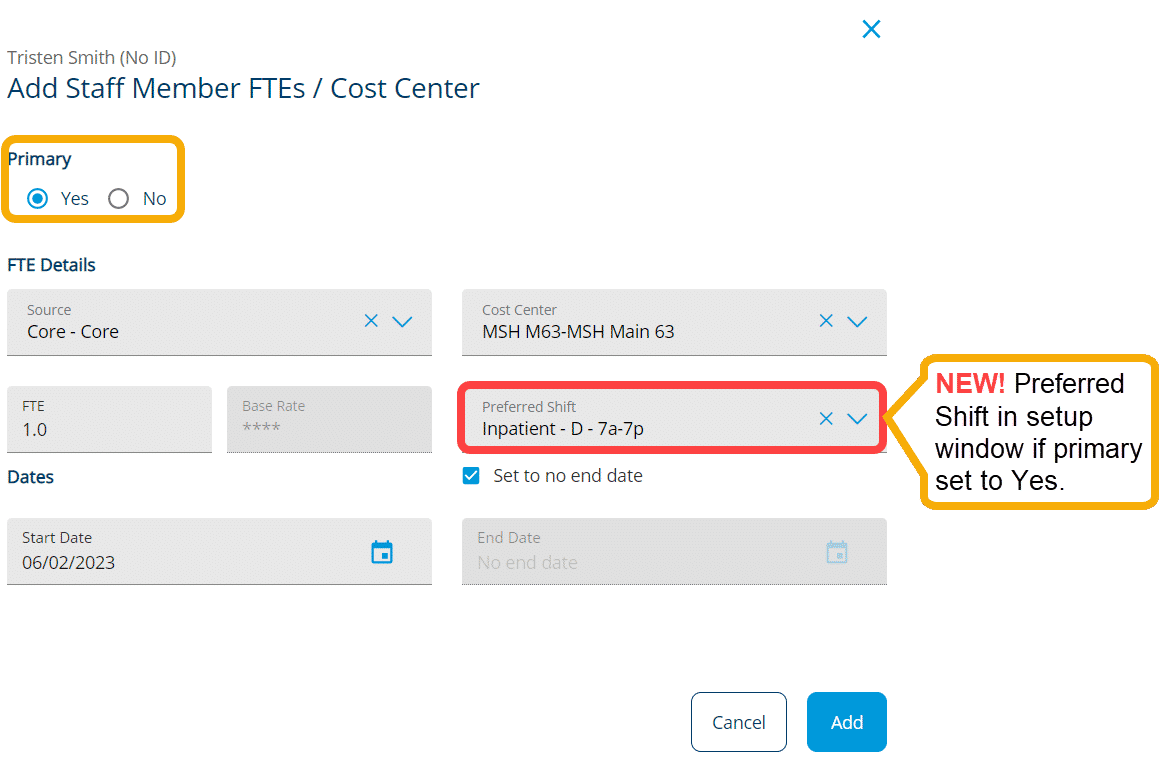 Tristen Smith (No ID)
Add Staff Member FTEs / Cost Center
Primary
Yes No
FTE Details
Source
Core - Core
Cost Center
MSH M63-MSH Main 63
FTE
1.0
Base Rate
****
Preferred Shift
Inpatient - D - 7a-7p
NEW! Preferred
Shift in setup
window if primary
set to Yes.
Set to no end date
Dates
Start Date
06/02/2023
End Date
No end date
Cancel
Add